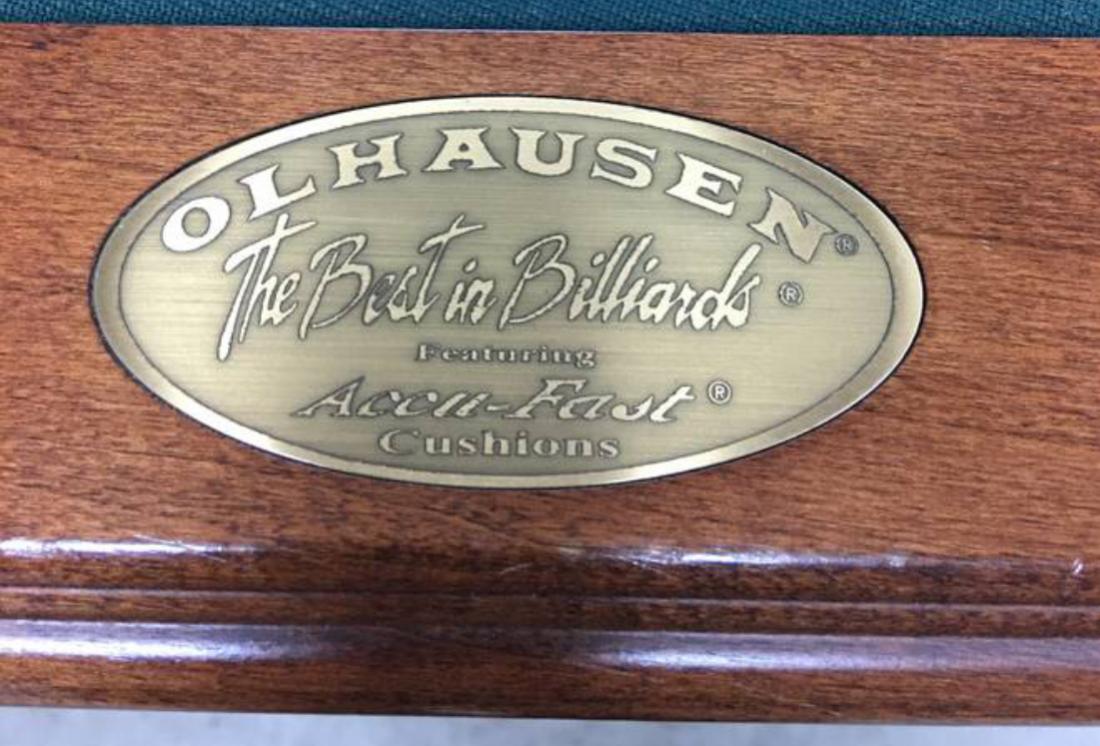 OLHAUSEN®
The Best in Billiards ®
Featuring
Accu-Fast ®
Cushions